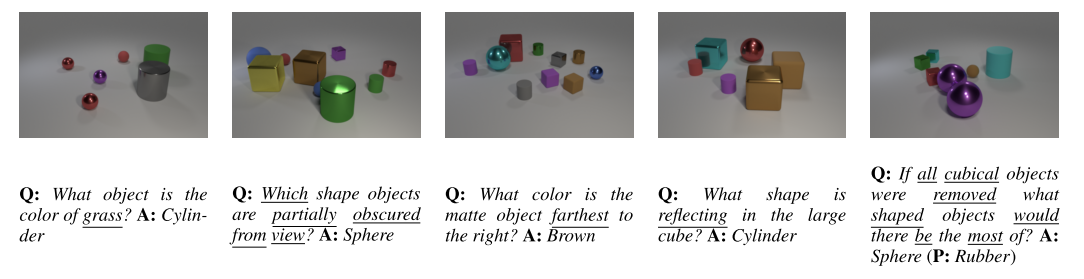 Q: What object is the
color of grass? A: Cylin-
der
Q: Which shape objects
are partially obscured
from view? A: Sphere
Q: What color is the
matte object farthest to
the right? A: Brown
Q: What shape is
reflecting in the large
cube? A: Cylinder
Q: If all cubical objects
were removed what
shaped objects would
there be the most of? A:
Sphere (P: Rubber)